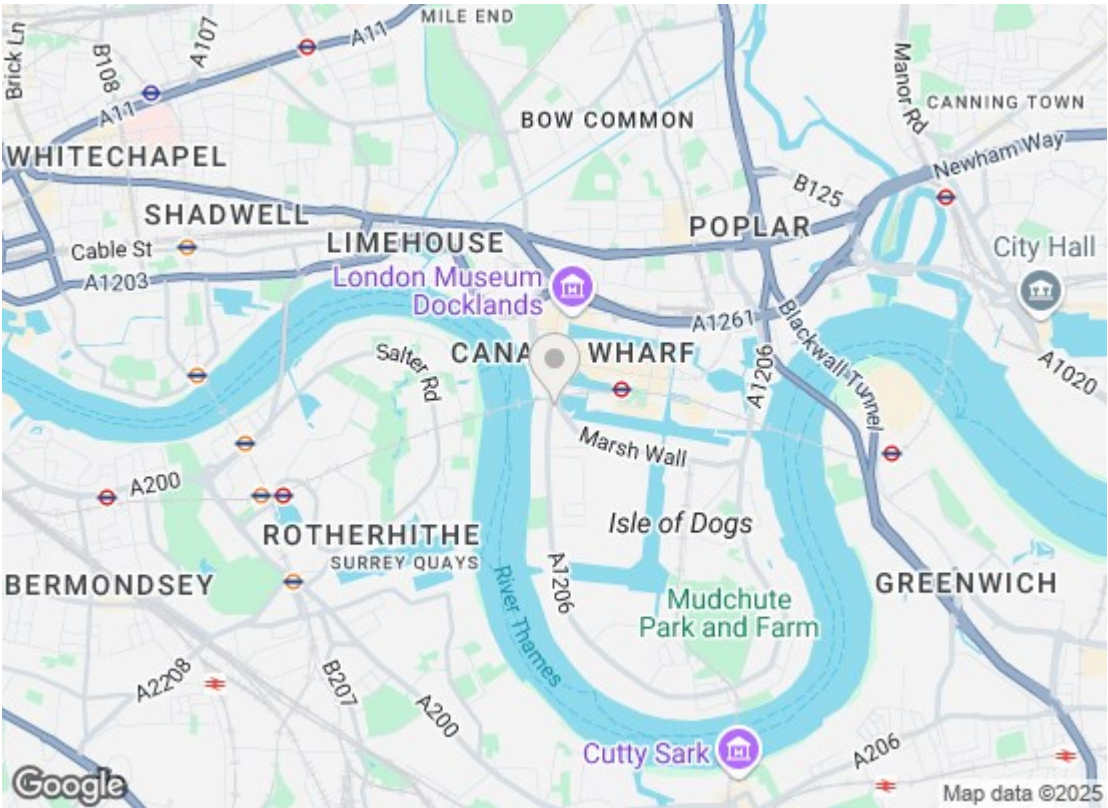 MILE END
A11
A107
B108
Brick Ln
A11
Manor Rd
CANNING TOWN
BOW COMMON
WHITECHAPEL
Newham Way
B125
SHADWELL
POPLAR
LIMEHOUSE
Cable St
City Hall
A1203
London Museum
Docklands
A1261
Blackwall Tunnel
CANA WHARF
Salter Rd
A1206
A1020
Marsh Wall
A200
Isle of Dogs
ROTHERHITHE
SURREY QUAYS
BERMONDSEY
A1206
River Thames
GREENWICH
Mudchute
Park and Farm
A2208
B207
A200
Cutty Sark
A206
Google
Map data ©2025